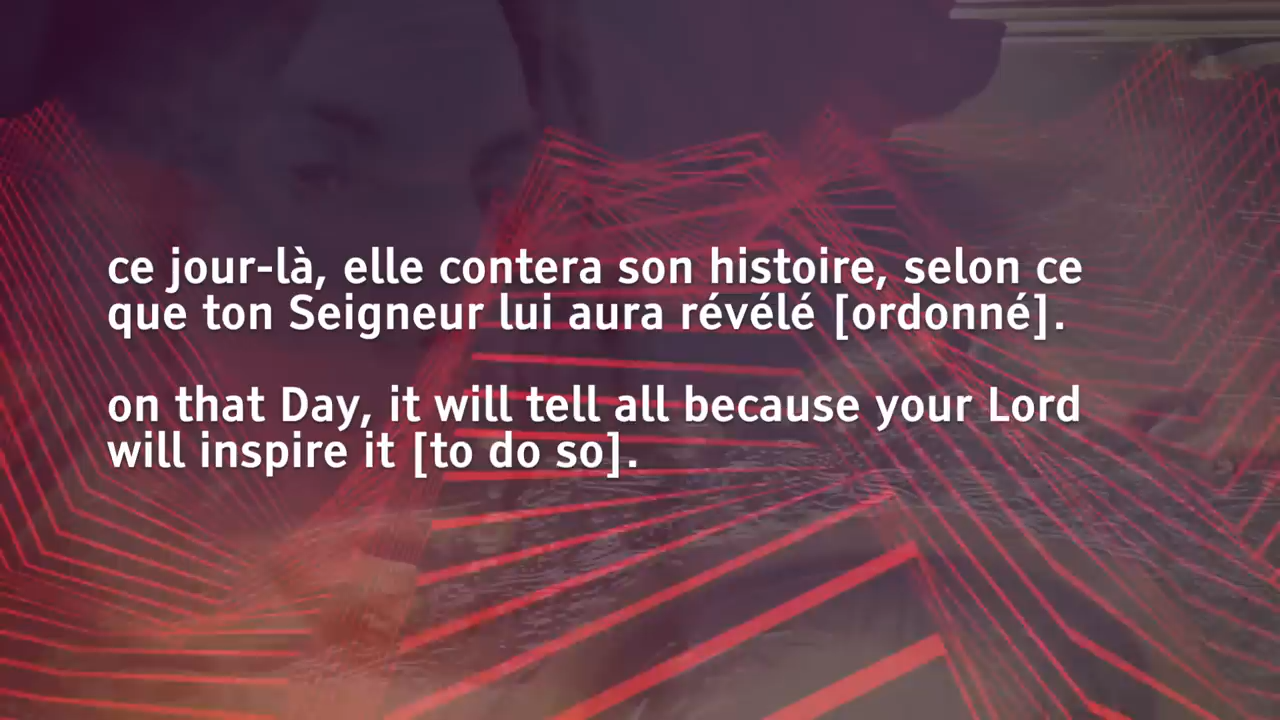 ce jour-là, elle contera son histoire, selon ce
que ton Seigneur lui aura révélé [ordonné].
on that Day, it will tell all because your Lord
will inspire it [to do so].